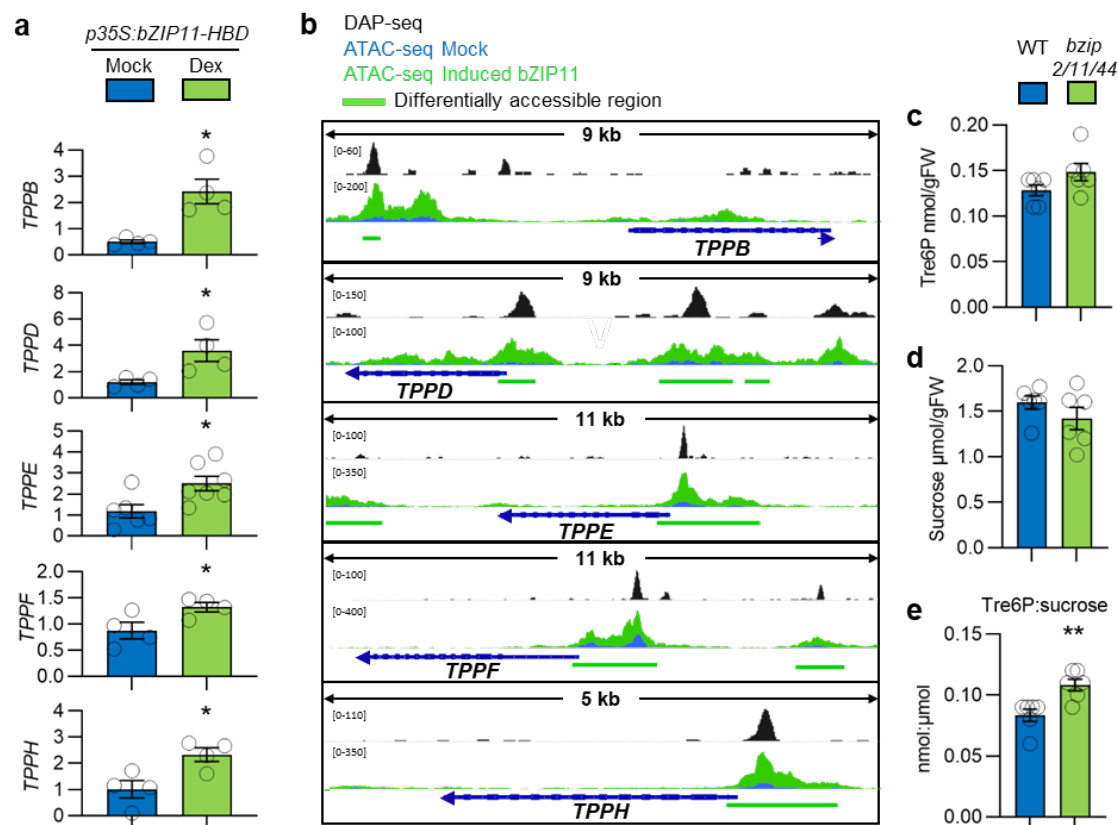 a
p35S:bZIP11-HBD
Mock Dex
*
4
3
2
1
0
TPPB
*
8
6
4
2
0
TPPD
*
5
4
3
2
1
0
TPPE
*
2.0
1.5
1.0
0.5
0.0
TPPF
*
4
3
2
1
0
TPPH
b
DAP-seq
ATAC-seq Mock
ATAC-seq Induced bZIP11
Differentially accessible region
9 kb
[0-60]
[0-200]
TPPB
9 kb
[0-150]
[0-100]
TPPD
11 kb
[0-100]
[0-350]
TPPE
11 kb
[0-100]
[0-400]
TPPF
5 kb
[0-110]
[0-350]
TPPH
WT bzip
2/11/44
c
0.20
0.15
0.10
0.05
0.00
Tre6P nmol/gFW
d
2.0
1.5
1.0
0.5
0.0
Sucrose µmol/gFW
e
Tre6P:sucrose
**
0.15
0.10
0.05
0.00
nmol:µmol